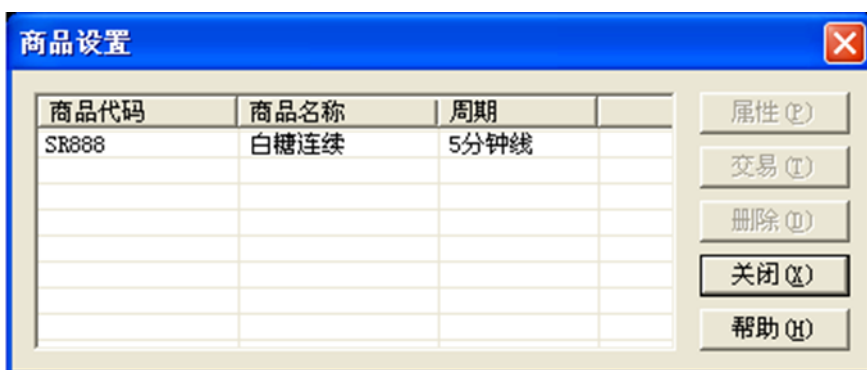 商品设置
商品代码 商品名称 周期
SR888 白糖连续 5分钟线
属性(P)
交易(T)
删除(D)
关闭(X)
帮助(H)